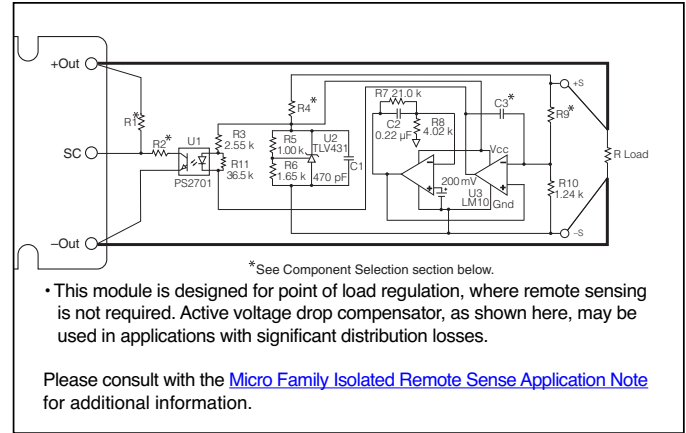 +Out
R1*
SC
R2*
U1
PS2701
R3
2.55 k
R11
36.5 k
–Out
R4*
R5
1.00 k
R6
1.65 k
U2
TLV431
470 pF
C1
R7 21.0 k
C2
0.22 µF
R8
4.02 k
200 mV
U3
LM10
Vcc
Gnd
C3*
+S
R9*
R10
1.24 k
–S
R Load
*See Component Selection section below.
• This module is designed for point of load regulation, where remote sensing
is not required. Active voltage drop compensator, as shown here, may be
used in applications with significant distribution losses.
Please consult with the Micro Family Isolated Remote Sense Application Note
for additional information.